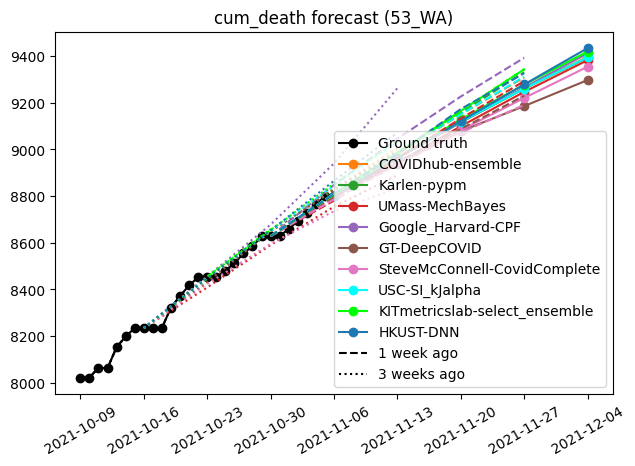 cum_death forecast (53_WA)
9400
9200
9000
8800
8600
8400
8200
8000
Ground truth
COVIDhub-ensemble
Karlen-pypm
UMass-MechBayes
Google_Harvard-CPF
GT-DeepCOVID
SteveMcConnell-CovidComplete
USC-SI_kJalpha
KITmetricslab-select_ensemble
HKUST-DNN
1 week ago
3 weeks ago
2021-10-09
2021-10-16
2021-10-23
2021-10-30
2021-11-06
2021-11-13
2021-11-20
2021-11-27
2021-12-04